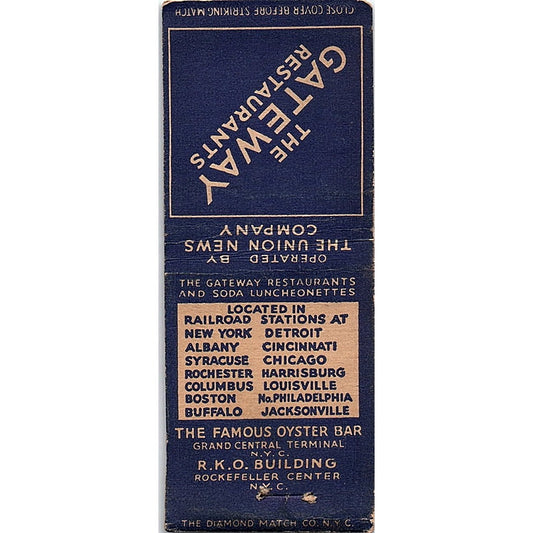 CLOSE COVER BEFORE STRIKING MATCH
THE
GATEWAY
RESTAURANTS
OPERATED BY
THE UNION NEWS
COMPANY
THE GATEWAY RESTAURANTS
AND SODA LUNCHEONETTES
LOCATED IN
RAILROAD STATIONS AT
NEW YORK DETROIT
ALBANY CINCINNATI
SYRACUSE CHICAGO
ROCHESTER HARRISBURG
COLUMBUS LOUISVILLE
BOSTON No. PHILADELPHIA
BUFFALO JACKSONVILLE
THE FAMOUS OYSTER BAR
GRAND CENTRAL TERMINAL
N.Y.C.
R.K.O. BUILDING
ROCKEFELLER CENTER
N.Y.C.
THE DIAMOND MATCH CO. N.Y.C.